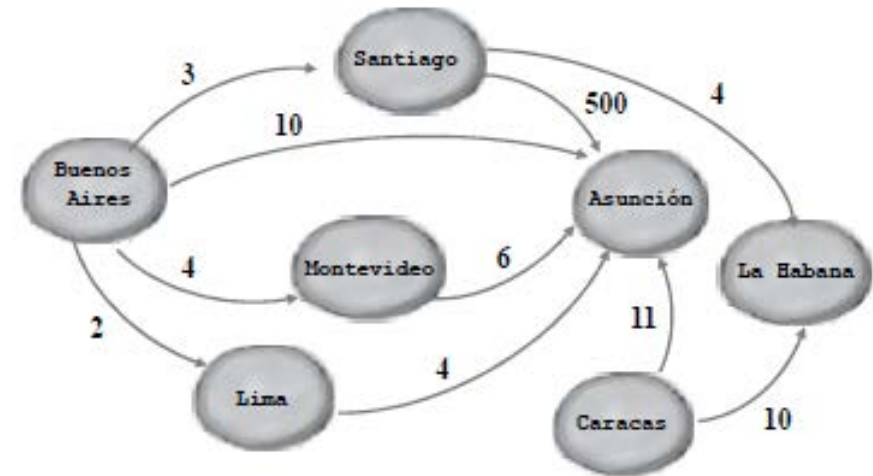 Santiago
3
4
500
10
Buenos
Aires
Asunción
4
Montevideo
6
La Habana
2
11
4
Lima
Caracas
10